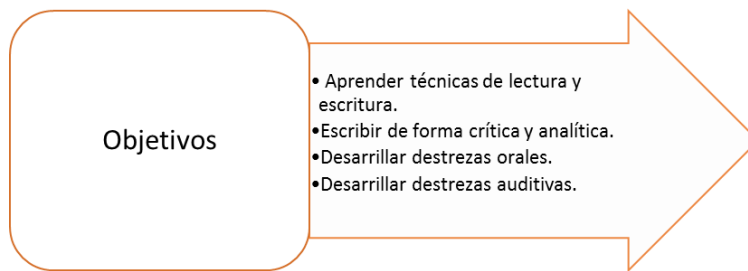 Objetivos
• Aprender técnicas de lectura y
escritura.
•Escribir de forma crítica y analítica.
•Desarrillar destrezas orales.
•Desarrillar destrezas auditivas.